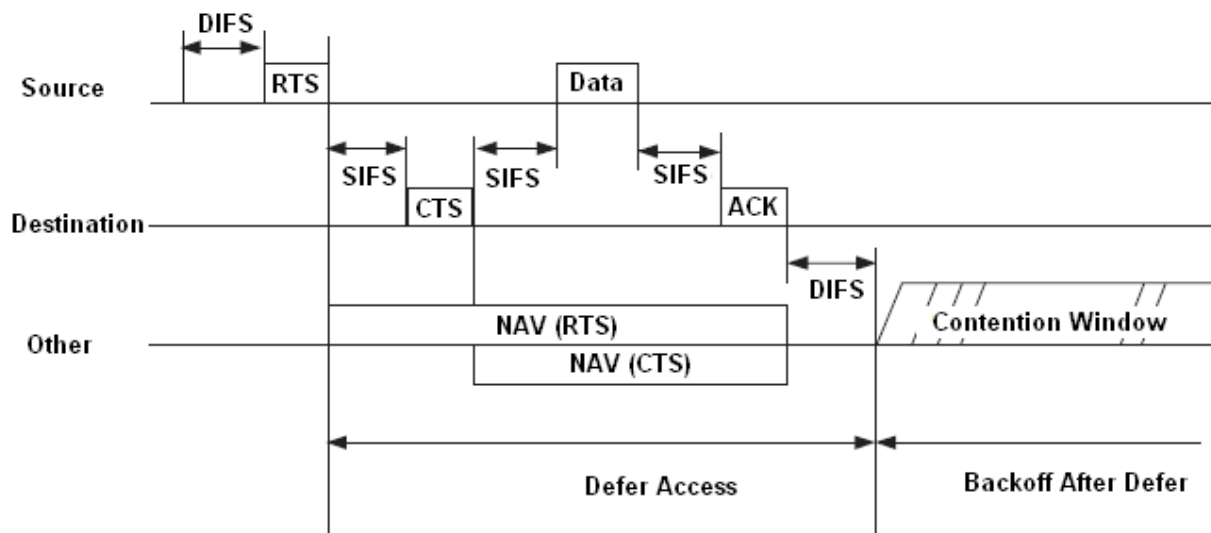 DIFS
Source
RTS
Data
SIFS
SIFS
SIFS
Destination
CTS
ACK
DIFS
NAV (RTS)
Contention Window
Other
NAV (CTS)
Defer Access
Backoff After Defer